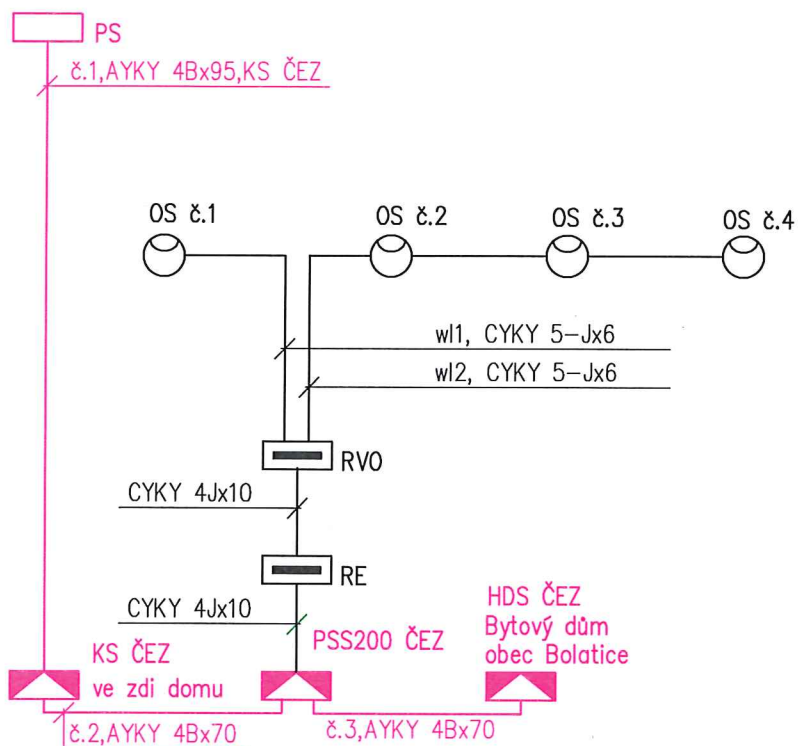 PS
č.1,AYKY 4Bx95,KS ČEZ
OS č.1
OS č.2
OS č.3
OS č.4
wl1, CYKY 5-Jx6
wl2, CYKY 5-Jx6
RVO
CYKY 4Jx10
RE
CYKY 4Jx10
PSS200 ČEZ
HDS ČEZ
Bytový dům
obec Bolatice
KS ČEZ
ve zdi domu
č.2,AYKY 4Bx70
č.3,AYKY 4Bx70